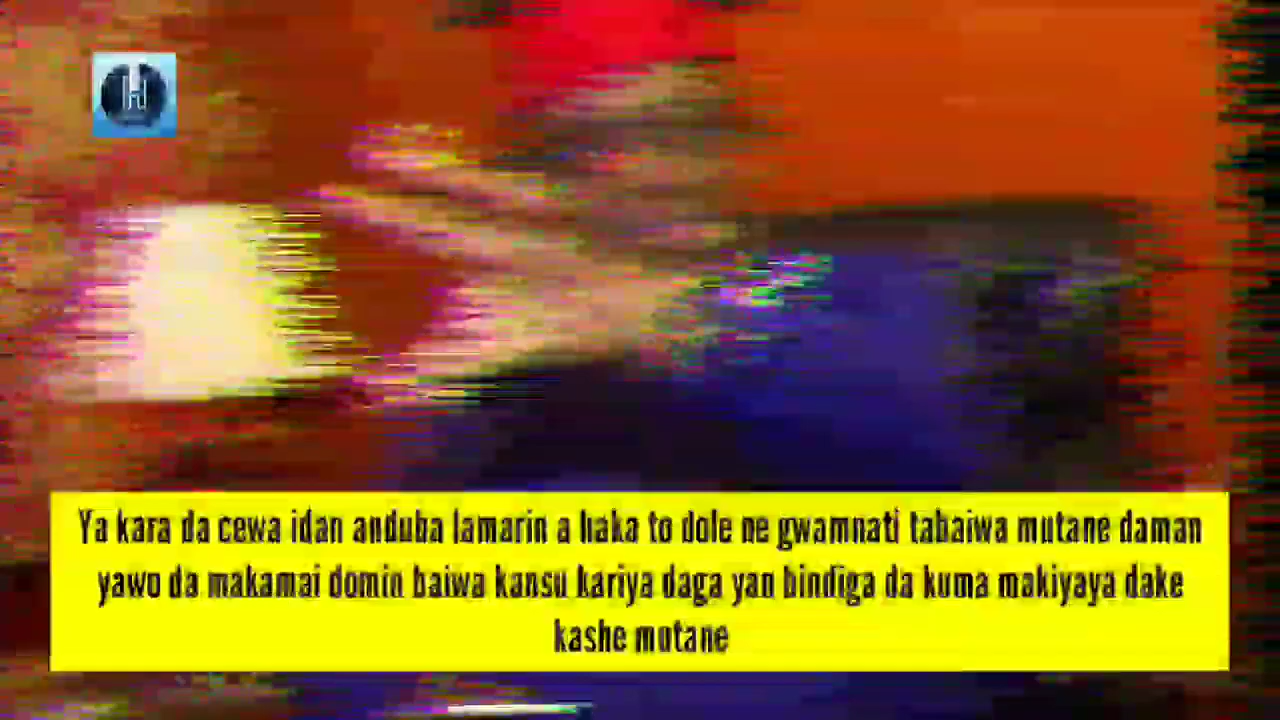 Ya kara da cewa idan anduba lamarin a haka to dole ne gwamnati tabaiwa mutane daman
yawo da makamai domin baiwa kansu kariya daga yan bindiga da kuma makiyaya dake
kashe mutane